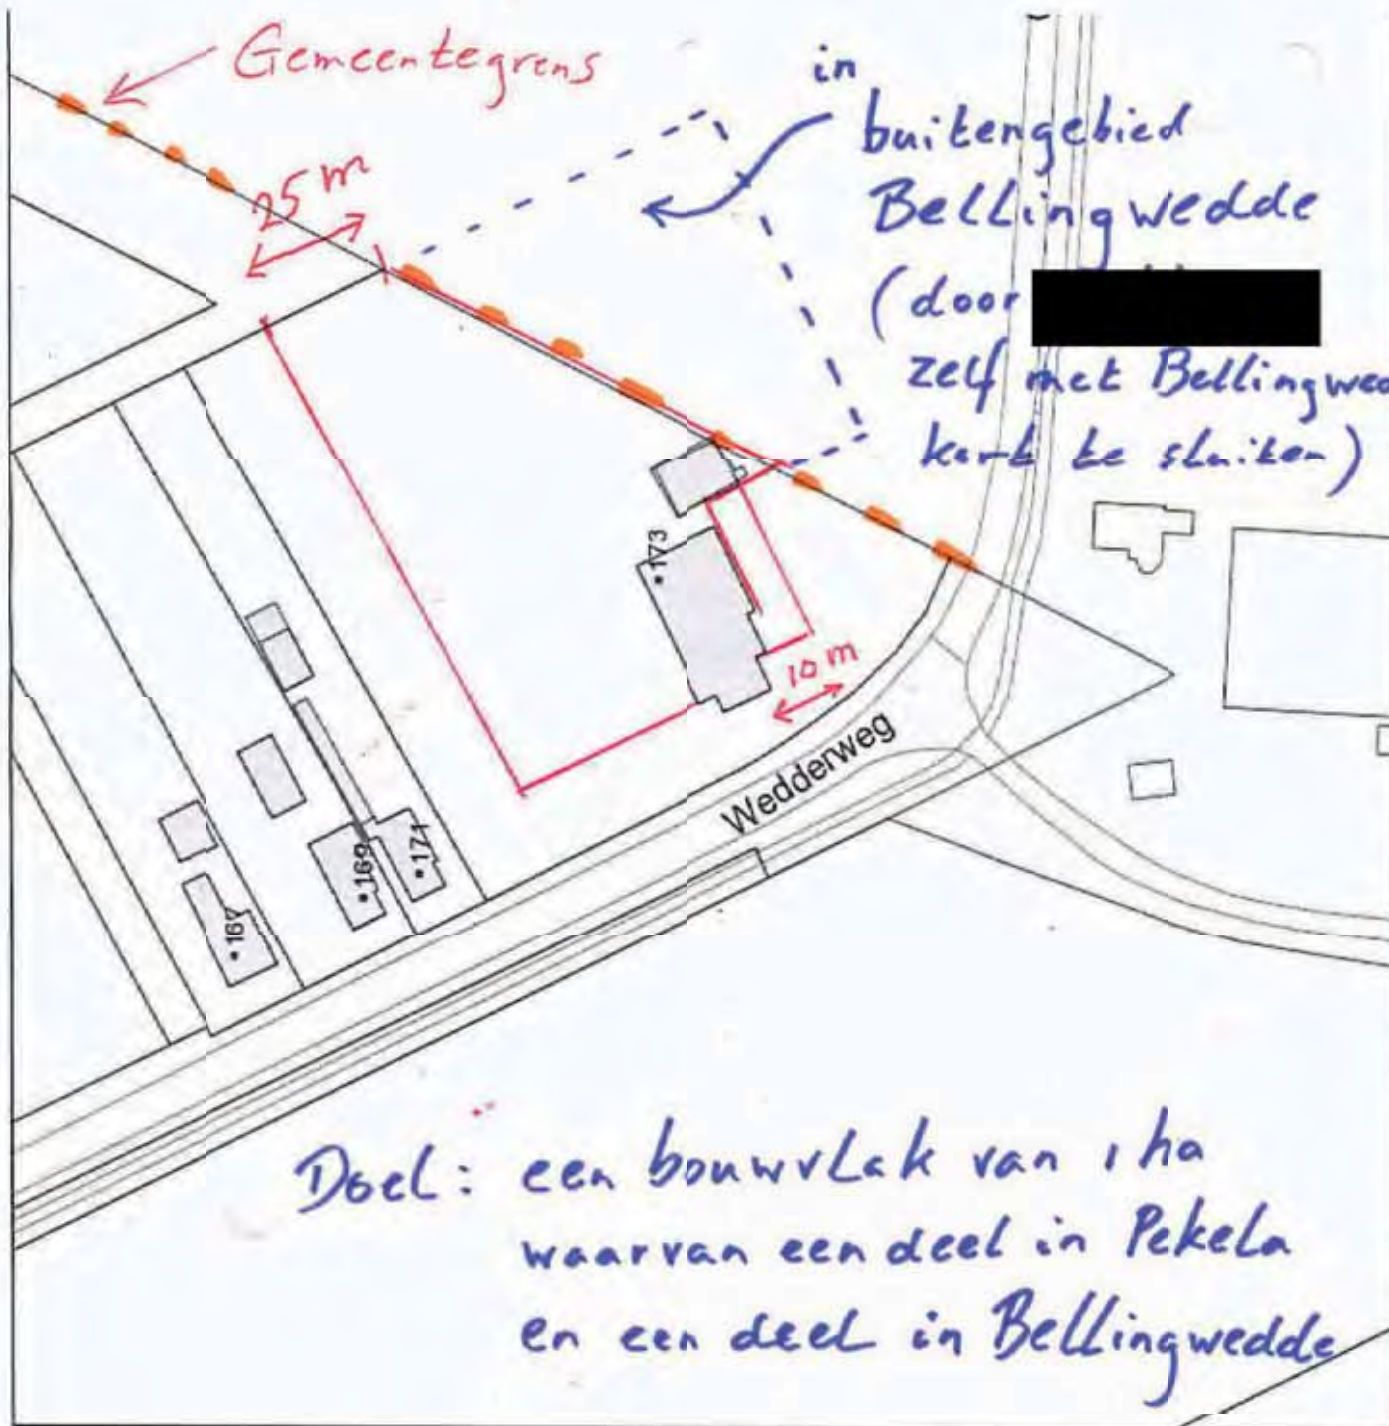 Gemeentegrens
25 m
in
buitengebied
Bellingwedde
(door
zelf met Bellingwed
kort te sluiten)
173
10 m
Wedderweg
171
169
167
Doel: een bouwvlak van 1 ha
waarvan een deel in Pekela
en een deel in Bellingwedde